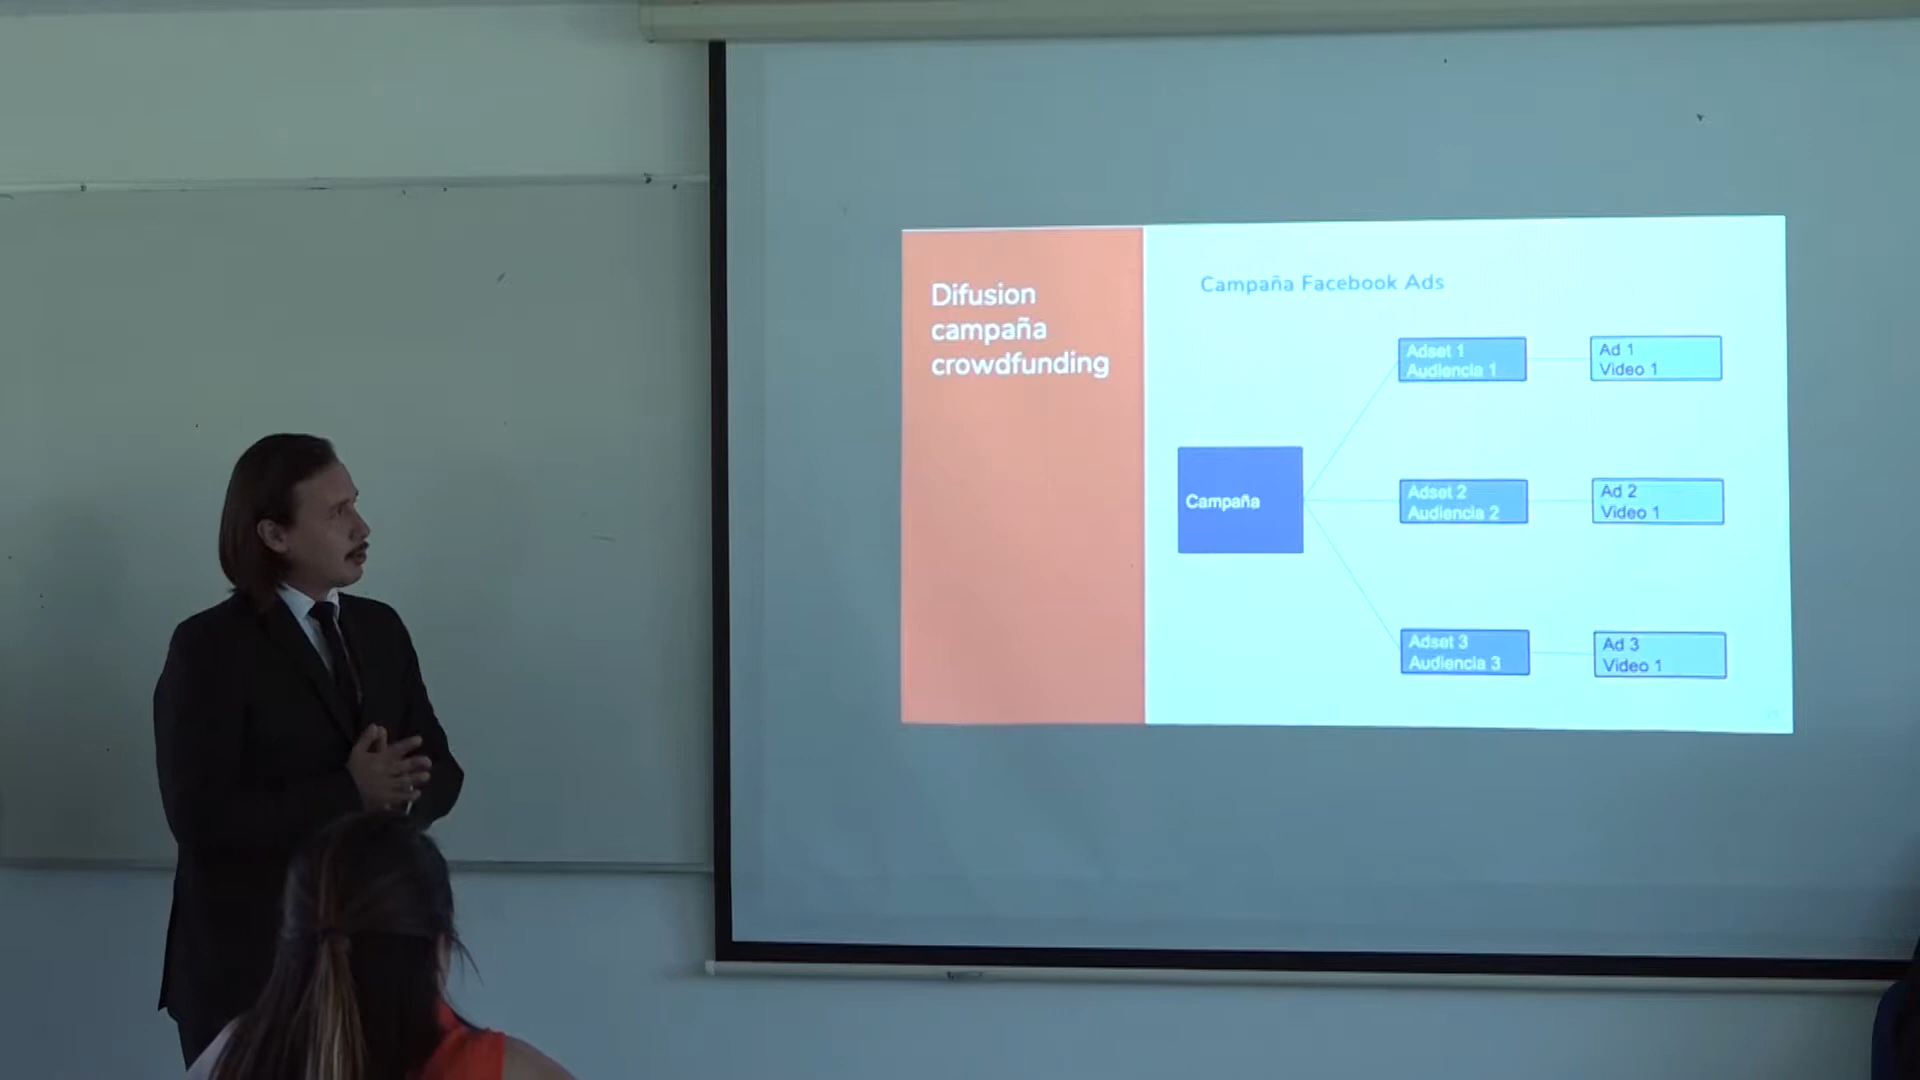 Difusion
campaña
crowdfunding
Campaña Facebook Ads
Campaña
Adset 1
Audiencia 1
Ad 1
Video 1
Adset 2
Audiencia 2
Ad 2
Video 1
Adset 3
Audiencia 3
Ad 3
Video 1